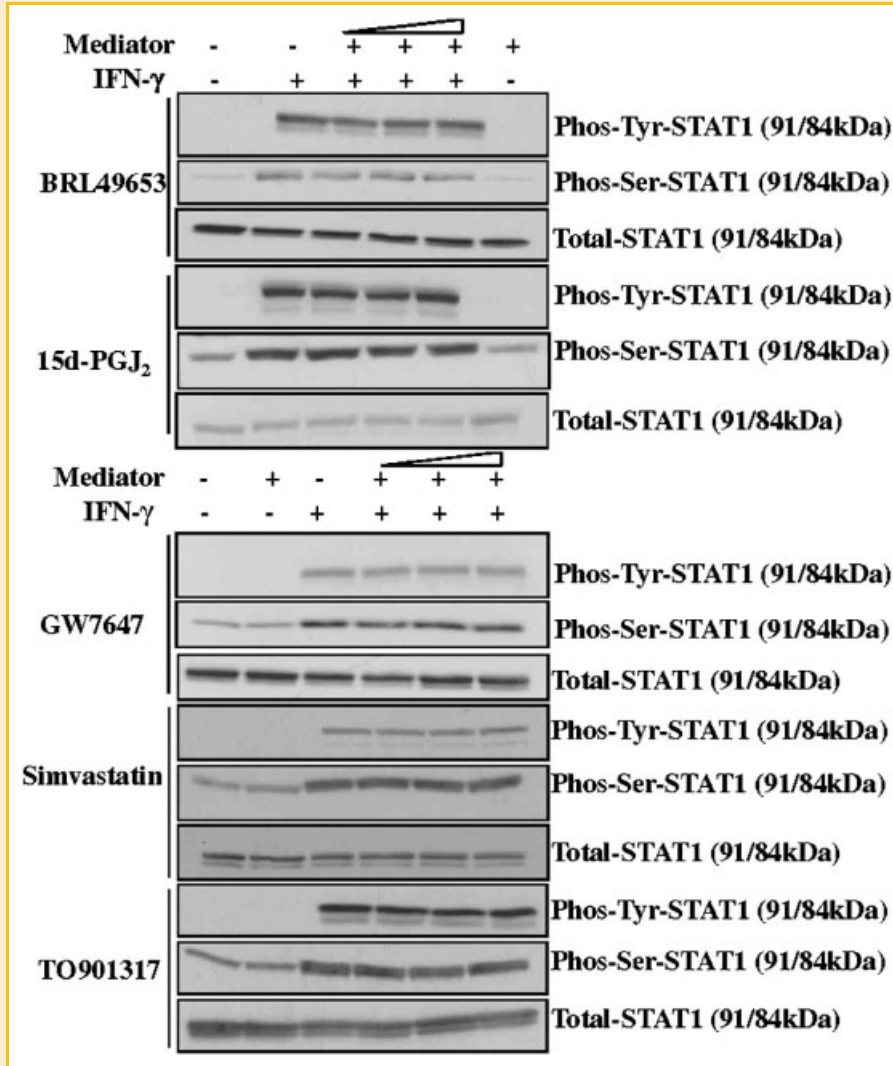 Mediator - - + + + +
IFN-γ - + + + + -
BRL49653
Phos-Tyr-STAT1 (91/84kDa)
Phos-Ser-STAT1 (91/84kDa)
Total-STAT1 (91/84kDa)
15d-PGJ₂
Phos-Tyr-STAT1 (91/84kDa)
Phos-Ser-STAT1 (91/84kDa)
Total-STAT1 (91/84kDa)
Mediator - + - + + +
IFN-γ - - + + + +
GW7647
Phos-Tyr-STAT1 (91/84kDa)
Phos-Ser-STAT1 (91/84kDa)
Total-STAT1 (91/84kDa)
Simvastatin
Phos-Tyr-STAT1 (91/84kDa)
Phos-Ser-STAT1 (91/84kDa)
Total-STAT1 (91/84kDa)
TO901317
Phos-Tyr-STAT1 (91/84kDa)
Phos-Ser-STAT1 (91/84kDa)
Total-STAT1 (91/84kDa)